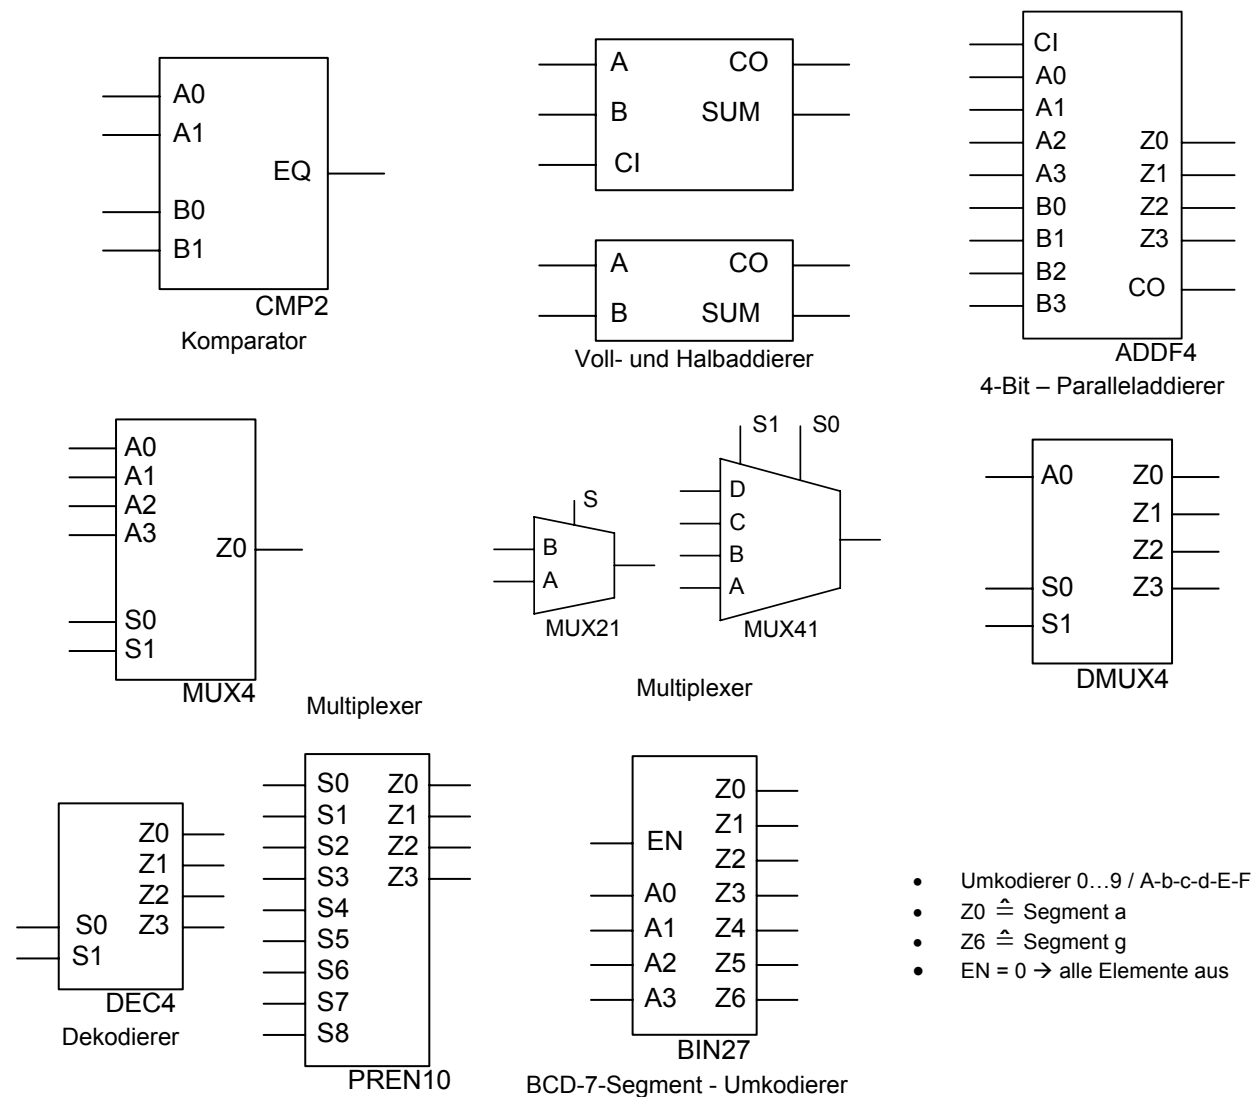 A0
A1
EQ
B0
B1
CMP2
Komparator
A CO
B SUM
CI
A CO
B SUM
Voll- und Halbaddierer
CI
A0
A1
A2 Z0
A3 Z1
B0 Z2
B1 Z3
B2
CO
B3
ADDF4
4-Bit – Paralleladdierer
A0
A1
A2
A3
Z0
S0
S1
MUX4
Multiplexer
S
B
A
MUX21
S1 S0
D
C
B
A
MUX41
Multiplexer
A0 Z0
Z1
Z2
S0 Z3
S1
DMUX4
Z0
Z1
Z2
S0 Z3
S1
DEC4
Dekodierer
S0 Z0
S1 Z1
S2 Z2
S3 Z3
S4
S5
S6
S7
S8
PREN10
Z0
Z1
EN
Z2
A0 Z3
A1 Z4
A2 Z5
A3 Z6
BIN27
BCD-7-Segment - Umkodierer
• Umkodierer 0…9 / A-b-c-d-E-F
• Z0 ≙ Segment a
• Z6 ≙ Segment g
• EN = 0 → alle Elemente aus